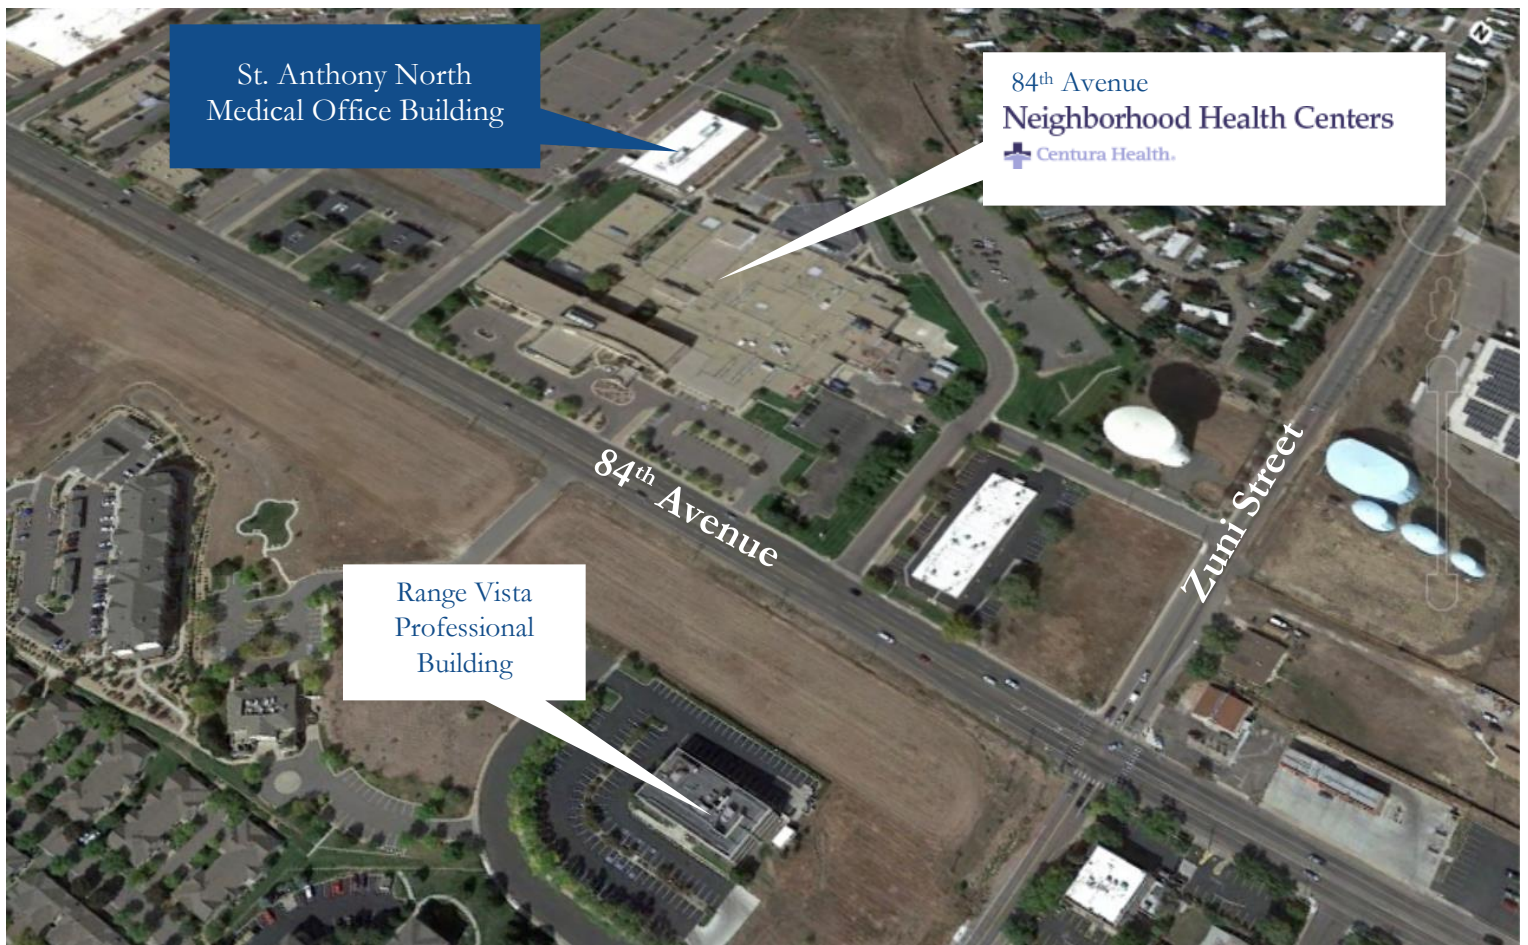 St. Anthony North
Medical Office Building
84th Avenue
Neighborhood Health Centers
Centura Health.
N
84th Avenue
Zuni Street
Range Vista
Professional
Building